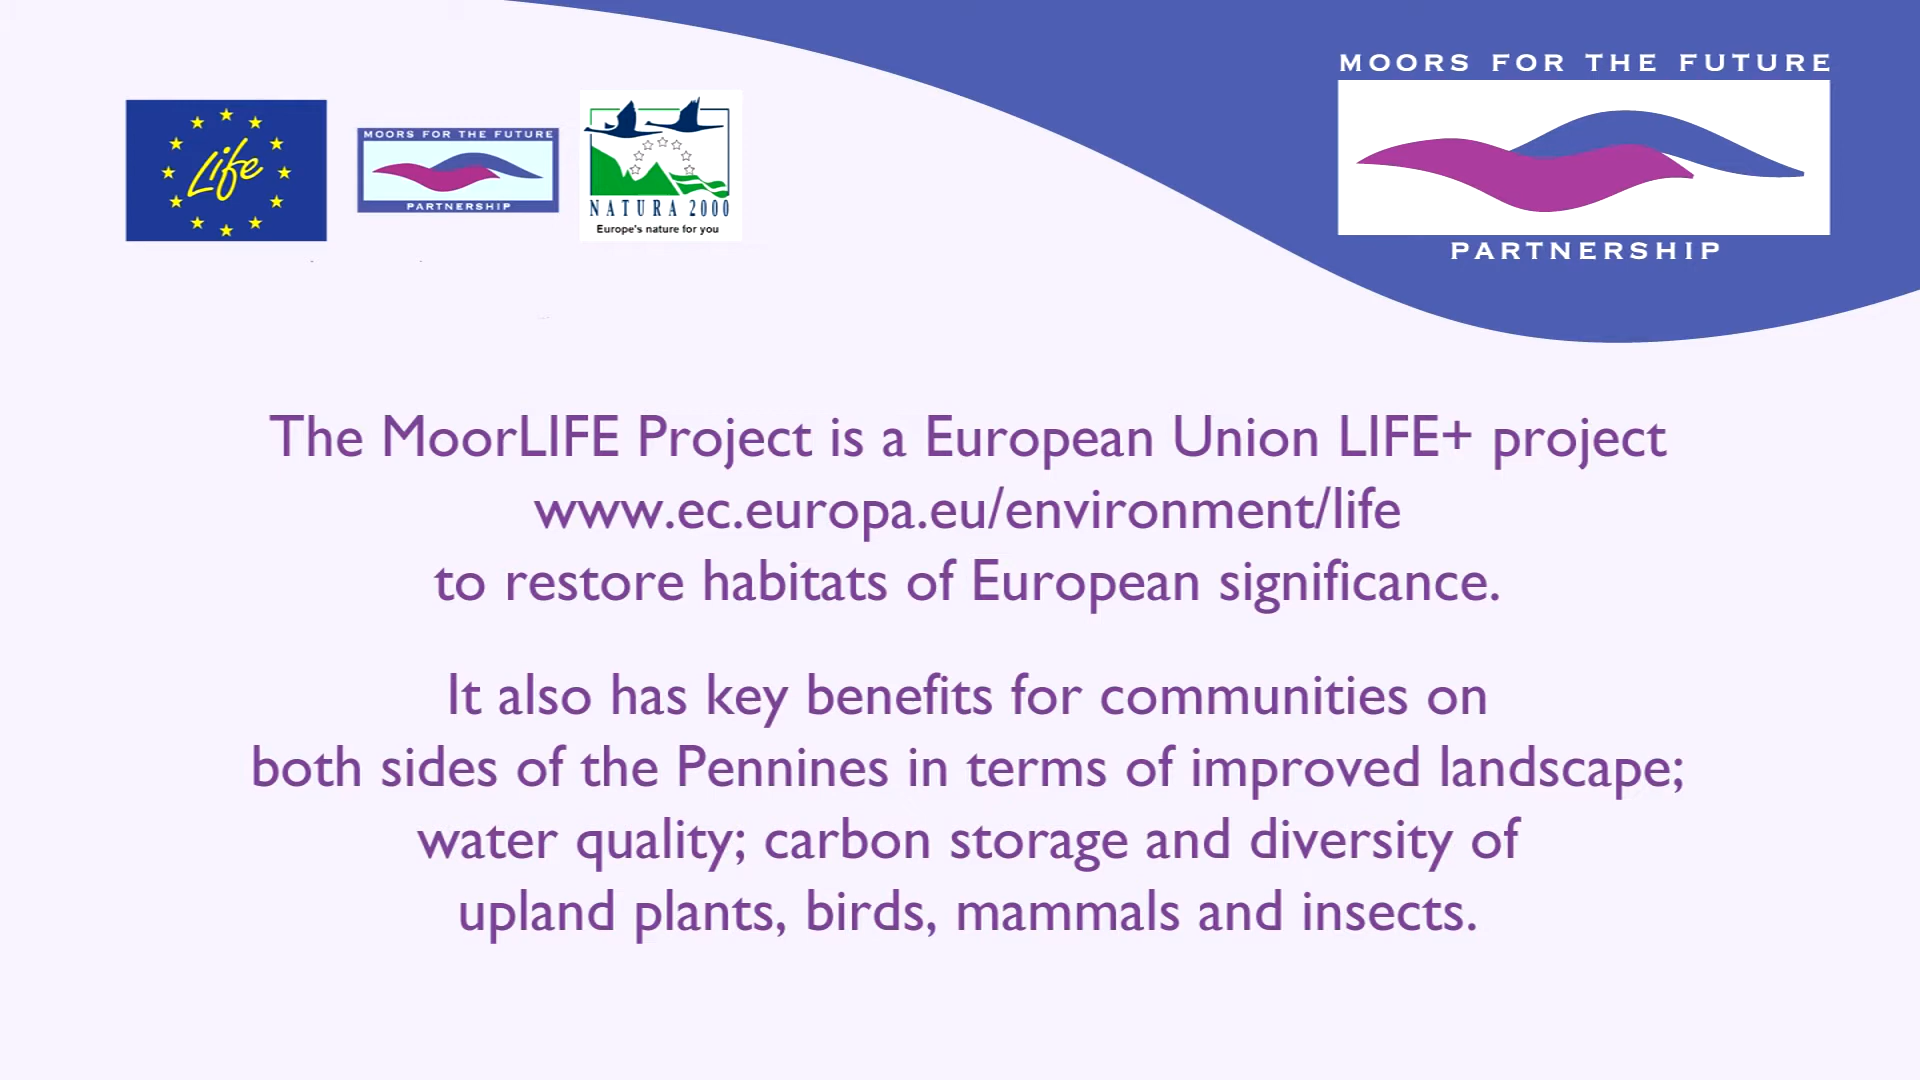 Life
MOORS FOR THE FUTURE
PARTNERSHIP
NATURA 2000
Europe's nature for you
MOORS FOR THE FUTURE
PARTNERSHIP
The MoorLIFE Project is a European Union LIFE+ project
www.ec.europa.eu/environment/life
to restore habitats of European significance.
It also has key benefits for communities on
both sides of the Pennines in terms of improved landscape;
water quality; carbon storage and diversity of
upland plants, birds, mammals and insects.